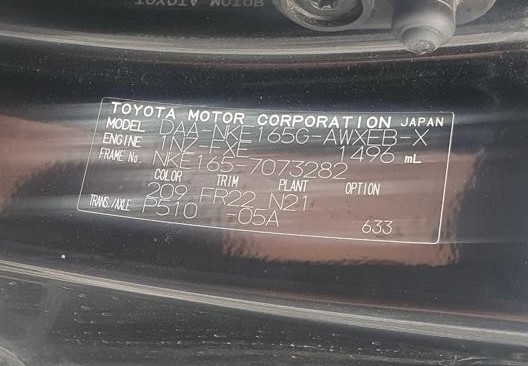 TOYOTA MOTOR CORPORATION JAPAN
MODEL DAA-NKE165G-AWXEB-X
ENGINE 1NZ-FXE 1496 mL
FRAME No. NKE165-7073282
COLOR TRIM PLANT OPTION
209 FR22 N21
TRANS./AXLE P510 -05A 633